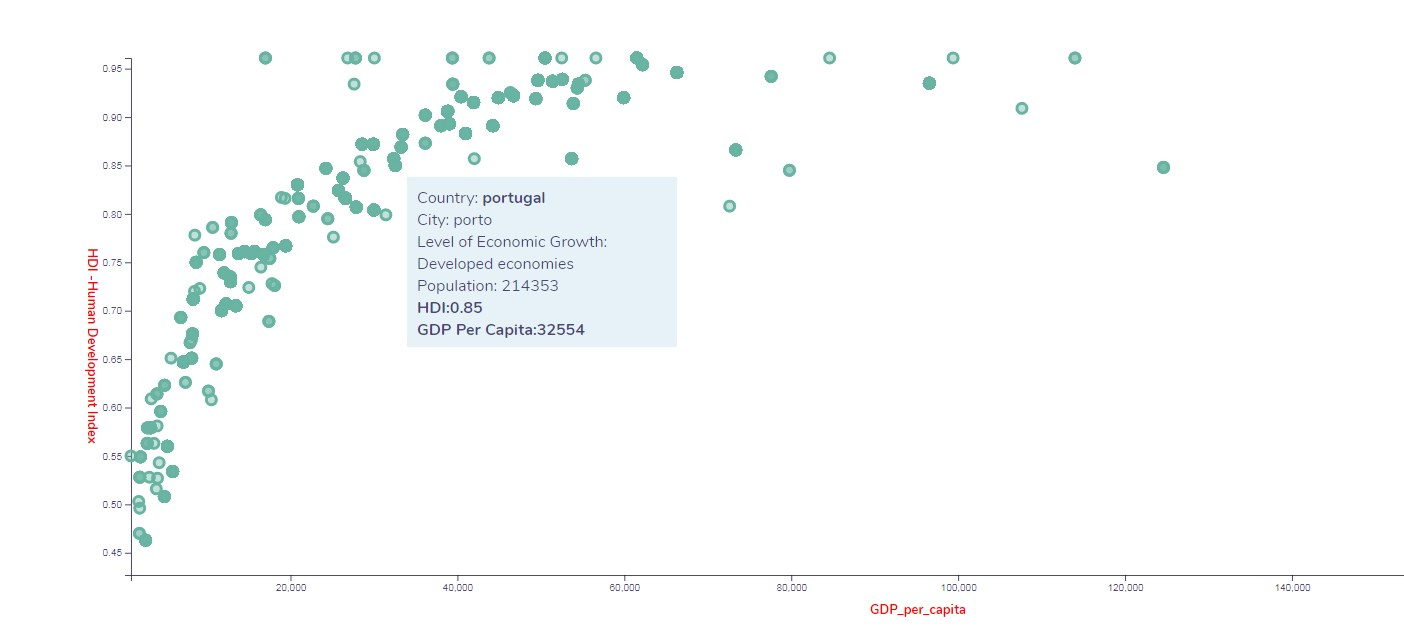 0.95
0.90
0.85
0.80
0.75
0.70
0.65
0.60
0.55
0.50
0.45
HDI -Human Development Index
Country: portugal
City: porto
Level of Economic Growth:
Developed economies
Population: 214353
HDI:0.85
GDP Per Capita:32554
20,000 40,000 60,000 80,000 100,000 120,000 140,000
GDP_per_capita